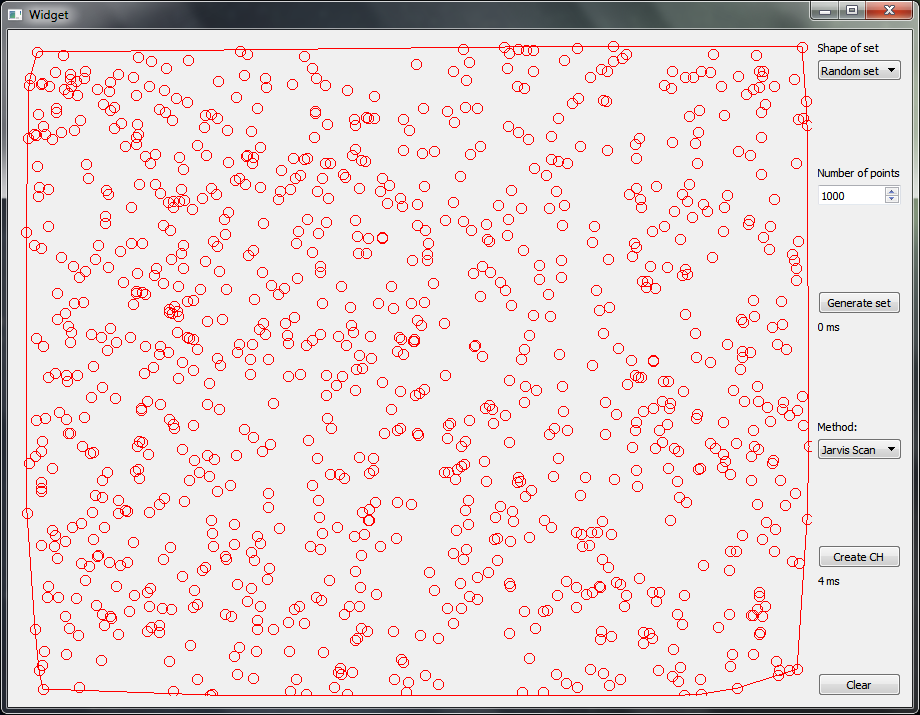 Widget
Shape of set
Random set
Number of points
1000
Generate set
0 ms
Method:
Jarvis Scan
Create CH
4 ms
Clear